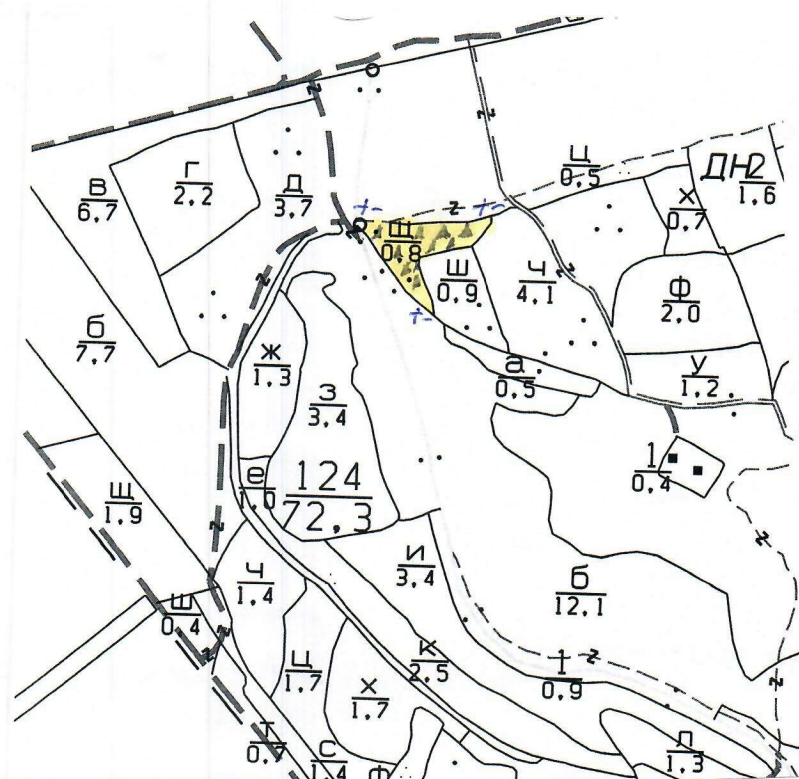 Ц
0,5
ДН2
1,6
Г
2,2
В
6,7
Д
3,7
Х
0,7
Щ
0,8
Ш
0,9
Ч
4,1
Ф
2,0
б
7,7
Ж
1,3
а
0,5
У
1,2
З
3,4
1
0,4
е
1,0
124
72,3
Щ
1,9
И
3,4
Ч
1,4
б
12,1
Ш
0,4
К
2,5
Ц
1,7
1
0,9
Х
1,7
Т
0,7
С
1,4
Л
1,3
Ф